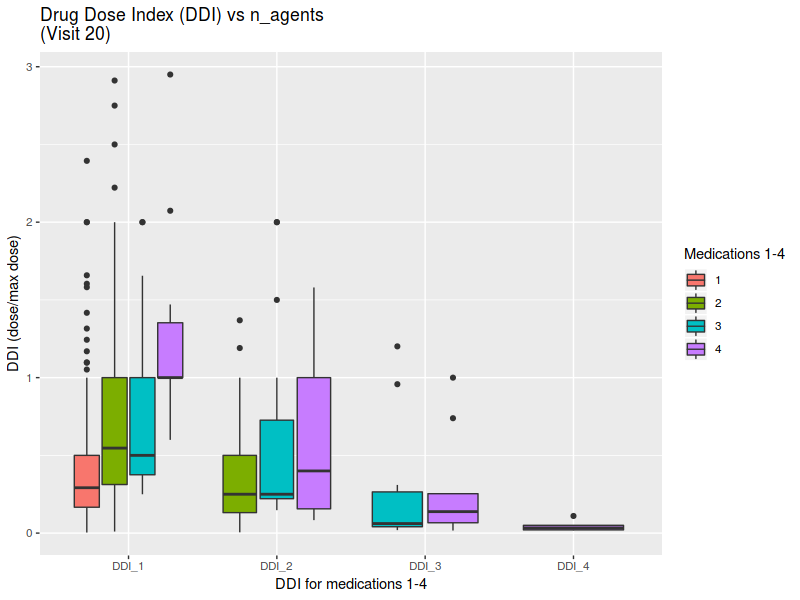 Drug Dose Index (DDI) vs n_agents
(Visit 20)
DDI (dose/max dose)
3
2
1
0
DDI_1
DDI_2
DDI_3
DDI_4
DDI for medications 1-4
Medications 1-4
1
2
3
4